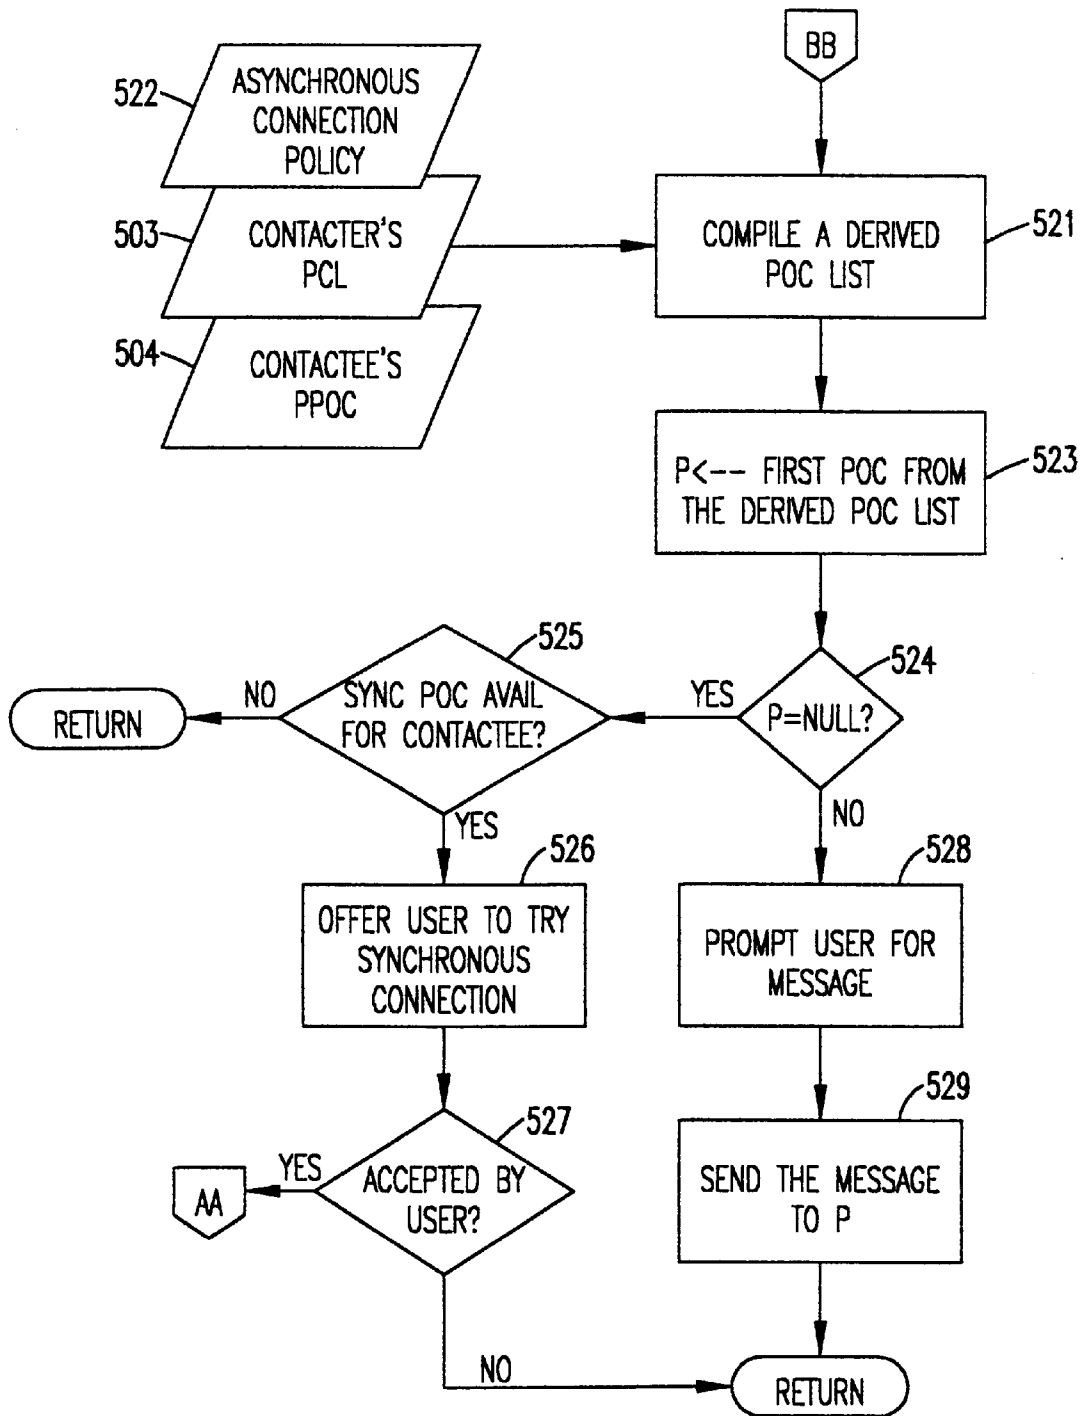 BB
522
ASYNCHRONOUS
CONNECTION
POLICY
503
CONTACTER'S
PCL
504
CONTACTEE'S
PPOC
COMPILE A DERIVED
POC LIST
521
P<-- FIRST POC FROM
THE DERIVED POC LIST
523
524
P=NULL?
YES
NO
525
SYNC POC AVAIL
FOR CONTACTEE?
NO
RETURN
YES
526
OFFER USER TO TRY
SYNCHRONOUS
CONNECTION
528
PROMPT USER FOR
MESSAGE
527
ACCEPTED BY
USER?
YES
AA
NO
529
SEND THE MESSAGE
TO P
RETURN